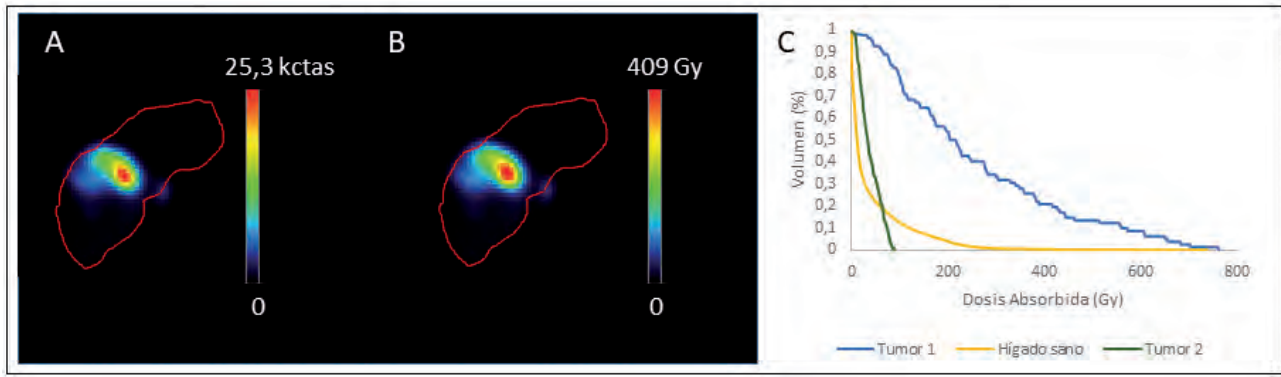 A
25,3 kctas
0
B
409 Gy
0
C
1
0,9
0,8
0,7
0,6
0,5
0,4
0,3
0,2
0,1
0
Volumen (%)
0 200 400 600 800
Dosis Absorbida (Gy)
Tumor 1 Hígado sano Tumor 2